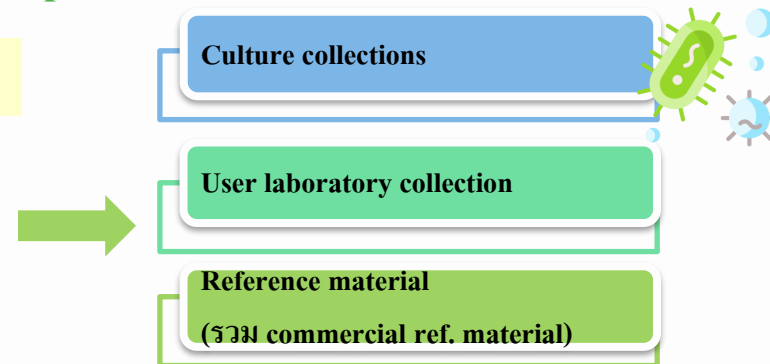 Culture collections
User laboratory collection
Reference material
(รวม commercial ref. material)